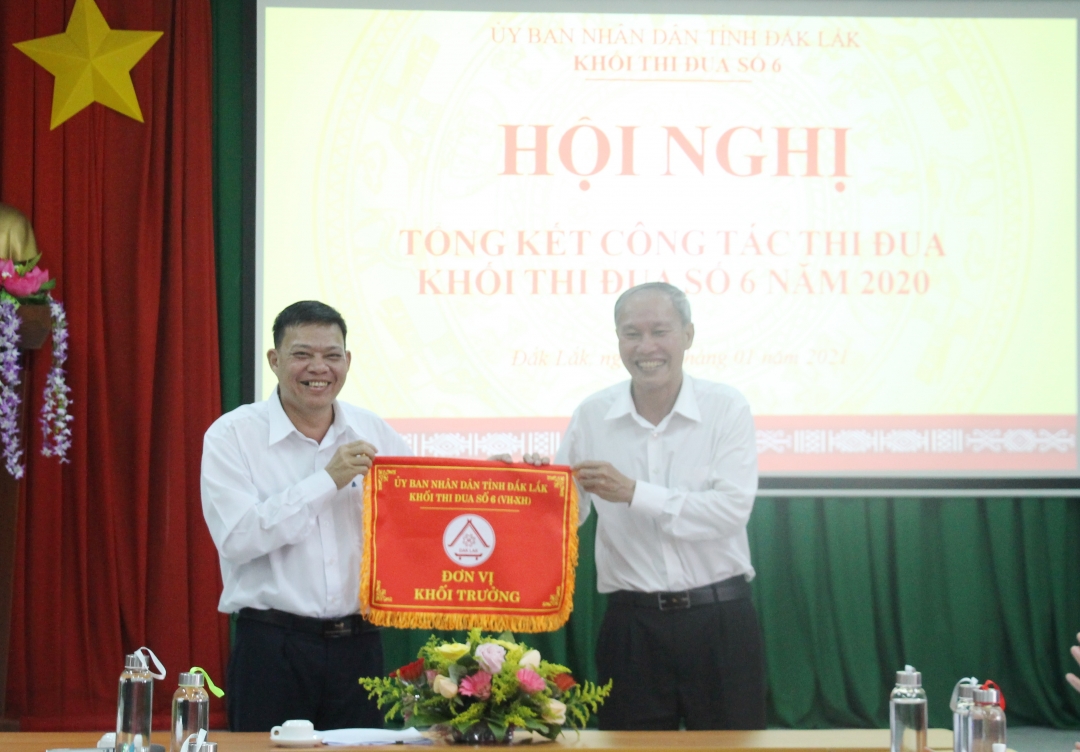 ỦY BAN NHÂN DÂN TỈNH ĐẮK LẮK
KHỐI THI ĐUA SỐ 6
HỘI NGHỊ
TỔNG KẾT CÔNG TÁC THI ĐUA
KHỐI THI ĐUA SỐ 6 NĂM 2020
Đắk Lắk, tháng 01 năm 2021
ỦY BAN NHÂN DÂN TỈNH ĐẮK LẮK
KHỐI THI ĐUA SỐ 6 (VH-XH)
ĐẮK LẮK
ĐƠN VỊ
KHỐI TRƯỞNG